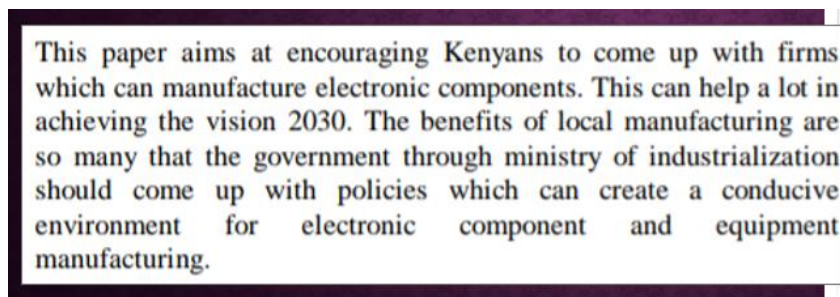 This paper aims at encouraging Kenyans to come up with firms
which can manufacture electronic components. This can help a lot in
achieving the vision 2030. The benefits of local manufacturing are
so many that the government through ministry of industrialization
should come up with policies which can create a conducive
environment for electronic component and equipment
manufacturing.